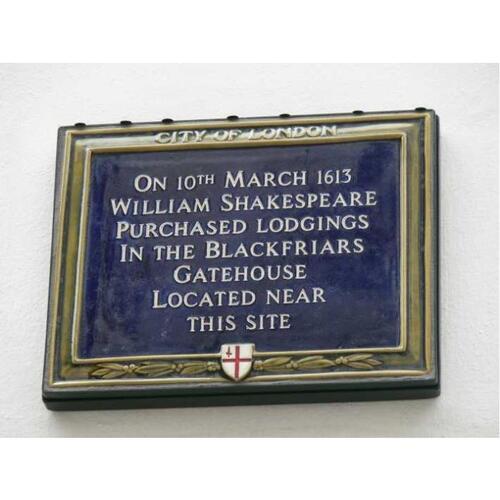 CITY OF LONDON
ON 10TH MARCH 1613
WILLIAM SHAKESPEARE
PURCHASED LODGINGS
IN THE BLACKFRIARS
GATEHOUSE
LOCATED NEAR
THIS SITE